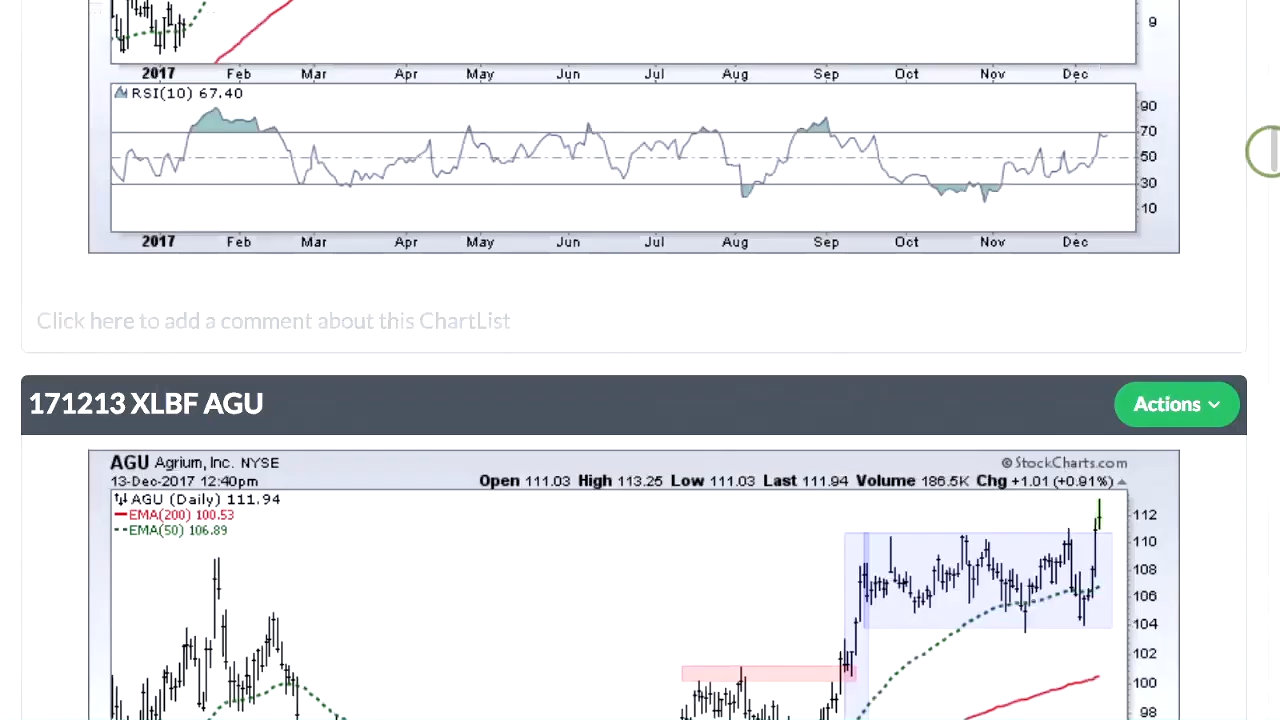 9
2017 Feb Mar Apr May Jun Jul Aug Sep Oct Nov Dec
RSI(10) 67.40
90
70
50
30
10
2017 Feb Mar Apr May Jun Jul Aug Sep Oct Nov Dec
Click here to add a comment about this ChartList
171213 XLBF AGU
Actions
AGU Agrium, Inc. NYSE
© StockCharts.com
13-Dec-2017 12:40pm
Open 111.03 High 113.25 Low 111.03 Last 111.94 Volume 186.5K Chg +1.01 (+0.91%)
AGU (Daily) 111.94
EMA(200) 100.53
EMA(50) 106.89
112
110
108
106
104
102
100
98